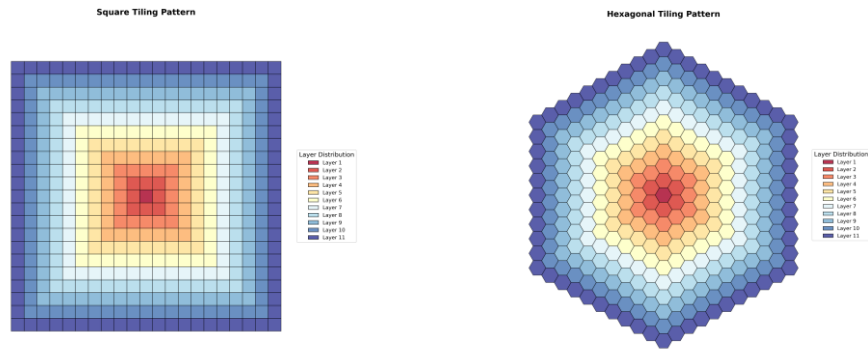 Square Tiling Pattern
Layer Distribution
Layer 1
Layer 2
Layer 3
Layer 4
Layer 5
Layer 6
Layer 7
Layer 8
Layer 9
Layer 10
Layer 11
Hexagonal Tiling Pattern
Layer Distribution
Layer 1
Layer 2
Layer 3
Layer 4
Layer 5
Layer 6
Layer 7
Layer 8
Layer 9
Layer 10
Layer 11